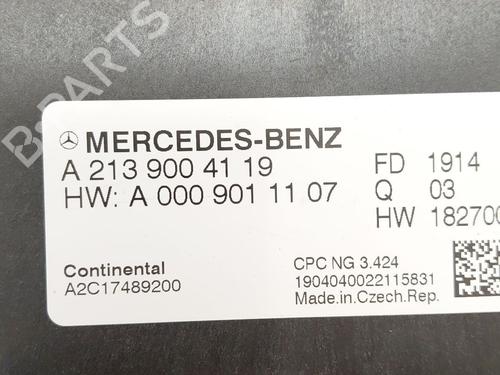 B-PARTS
MERCEDES-BENZ
A 213 900 41 19 FD 1914
HW: A 000 901 11 07 Q 03
HW 182700
Continental CPC NG 3.424
A2C17489200 1904040022115831
Made.in.Czech.Rep.